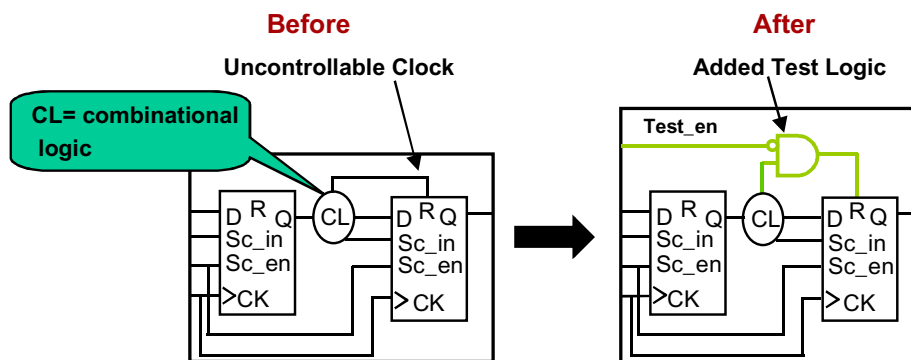 Before
After
Uncontrollable Clock
Added Test Logic
CL= combinational
logic
Test_en
D R Q
Sc_in
Sc_en
CK
CL
D R Q
Sc_in
Sc_en
CK
D R Q
Sc_in
Sc_en
CK
CL
D R Q
Sc_in
Sc_en
CK